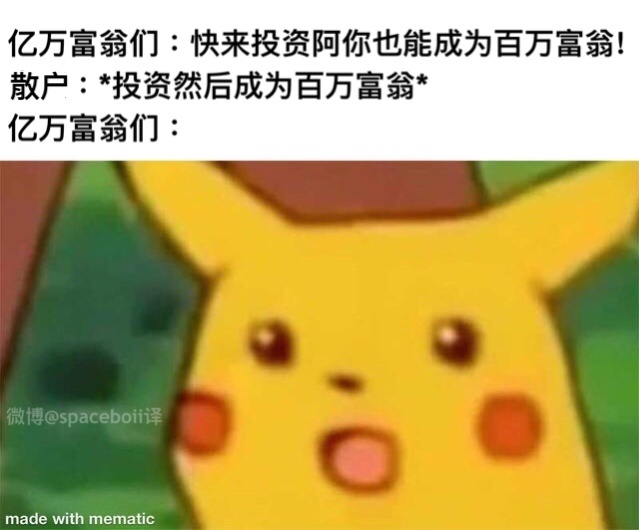 亿万富翁们：快来投资阿你也能成为百万富翁!
散户：*投资然后成为百万富翁*
亿万富翁们：
微博@spaceboii译
made with mematic